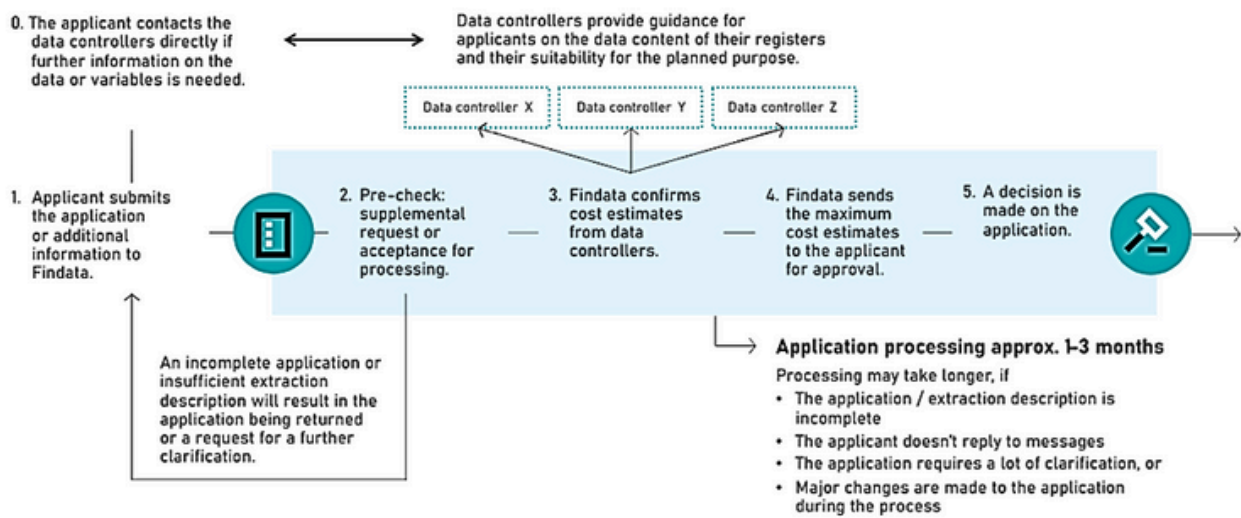 0. The applicant contacts the
data controllers directly if
further information on the
data or variables is needed.
Data controllers provide guidance for
applicants on the data content of their registers
and their suitability for the planned purpose.
Data controller X
Data controller Y
Data controller Z
1. Applicant submits
the application
or additional
information to
Findata.
2. Pre-check:
supplemental
request or
acceptance for
processing.
3. Findata confirms
cost estimates
from data
controllers.
4. Findata sends
the maximum
cost estimates
to the applicant
for approval.
5. A decision is
made on the
application.
An incomplete application or
insufficient extraction
description will result in the
application being returned
or a request for a further
clarification.
Application processing approx. 1–3 months
Processing may take longer, if
• The application / extraction description is
incomplete
• The applicant doesn't reply to messages
• The application requires a lot of clarification, or
• Major changes are made to the application
during the process